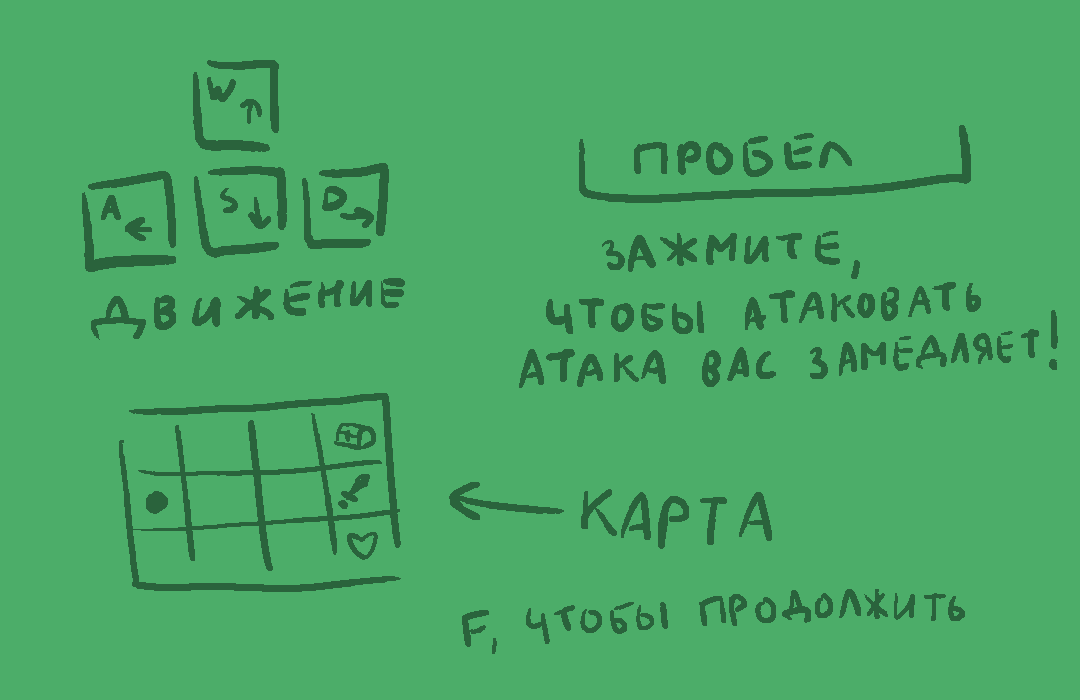 W
A
S
D
ДВИЖЕНИЕ
ПРОБЕЛ
ЗАЖМИТЕ,
ЧТОБЫ АТАКОВАТЬ
АТАКА ВАС ЗАМЕДЛЯЕТ!
КАРТА
F, ЧТОБЫ ПРОДОЛЖИТЬ